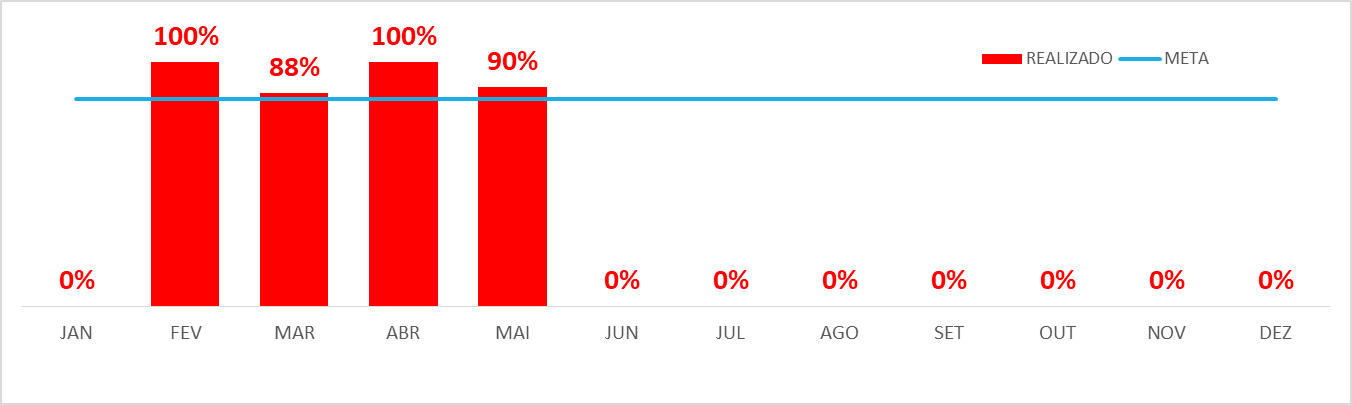 100% 88% 100% 90%
REALIZADO META
0% 0% 0% 0% 0% 0% 0% 0%
JAN FEV MAR ABR MAI JUN JUL AGO SET OUT NOV DEZ